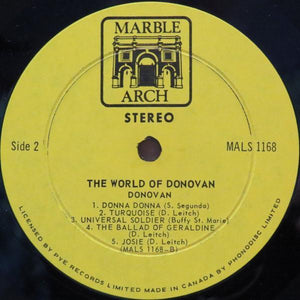 MARBLE
ARCH
STEREO
Side 2
MALS 1168
THE WORLD OF DONOVAN
DONOVAN
1. DONNA DONNA (S. Segunda)
2. TURQUOISE (D. Leitch)
3. UNIVERSAL SOLDIER (Buffy St. Marie)
4. THE BALLAD OF GERALDINE
(D. Leitch)
5. JOSIE (D. Leitch)
(MALS 1168-B)
LICENSED BY PYE RECORDS LIMITED MADE IN CANADA BY PHONODISC LIMITED